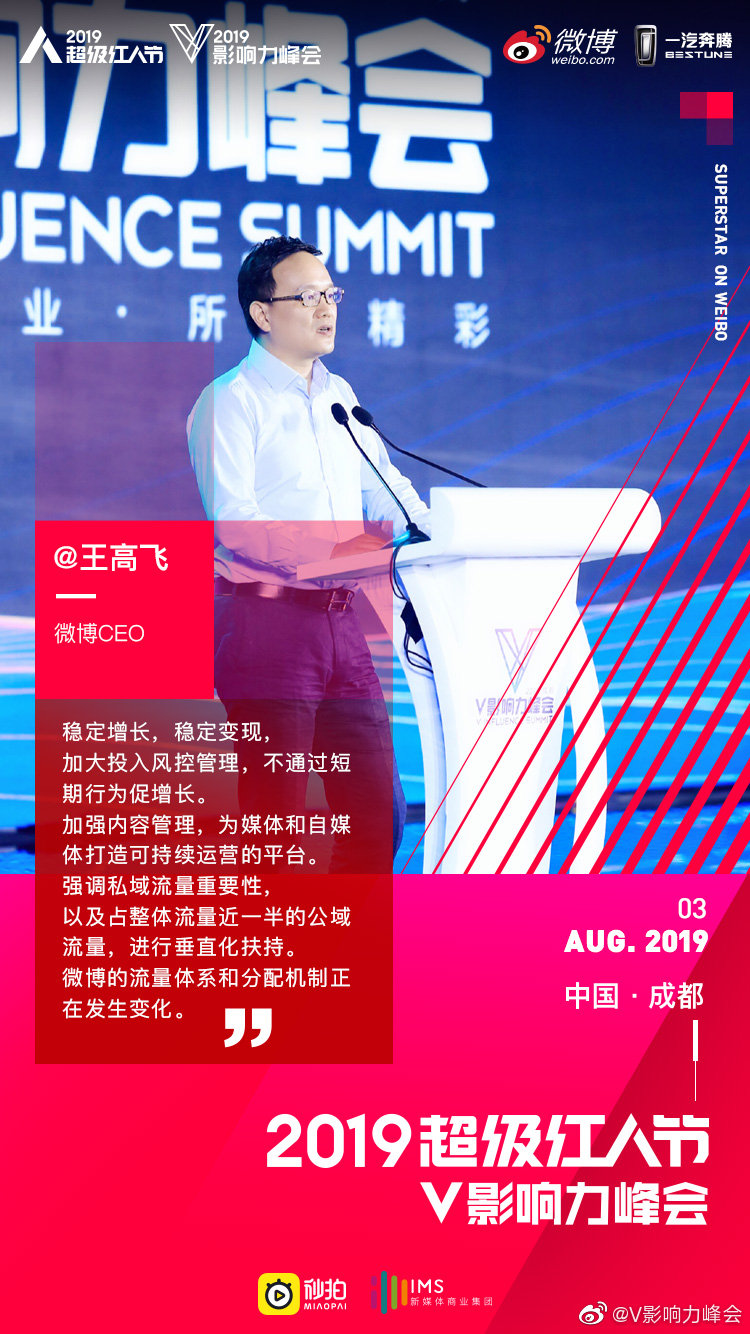 2019
超级红人节
2019
影响力峰会
微博
weibo.com
一汽奔腾
BESTUNE
力峰会
UENCE SUMMIT
业·所 精彩
SUPERSTAR ON WEIBO
@王高飞
微博CEO
V影响力峰会
稳定增长，稳定变现，
加大投入风控管理，不通过短
期行为促增长。
加强内容管理，为媒体和自媒
体打造可持续运营的平台。
强调私域流量重要性，
以及占整体流量近一半的公域
流量，进行垂直化扶持。
微博的流量体系和分配机制正
在发生变化。
03
AUG. 2019
中国·成都
2019超级红人节
V影响力峰会
秒拍
MIAOPAI
IMS
新媒体商业集团
@V影响力峰会